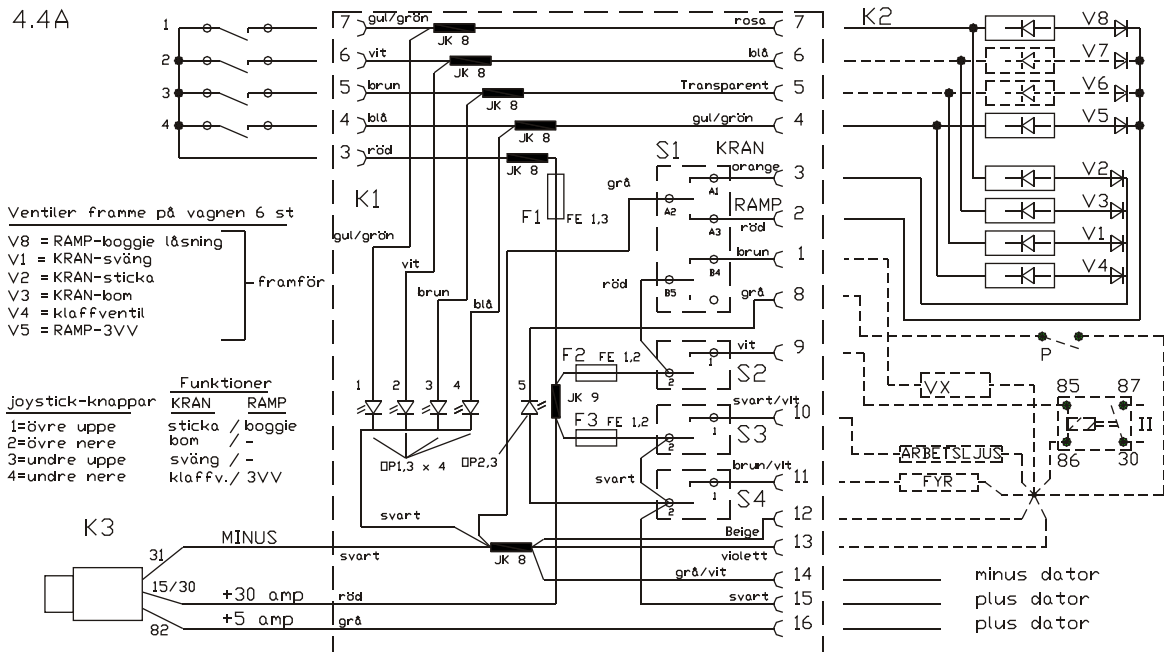 4.4A
1
2
3
4
7 gul/grön
6 vit
5 brun
4 blå
3 röd
JK 8
JK 8
JK 8
JK 8
JK 8
rosa 7
blå 6
Transparent 5
gul/grön 4
K2
V8
V7
V6
V5
V2
V3
V1
V4
S1 KRAN
orange 3
A1
grå
A2
RAMP 2
A3 röd
brun 1
B4
röd
B5
grå 8
K1
F1 FE 1,3
gul/grön
vit
brun
blå
Ventiler framme på vagnen 6 st
V8 = RAMP-boggie låsning
V1 = KRAN-sväng
V2 = KRAN-sticka
V3 = KRAN-bom
V4 = klaffventil
V5 = RAMP-3VV
framför
F2 FE 1,2
vit 9
1
2
S2
P
1
2
3
4
5
JK 9
VX
85
87
86
30
II
Funktioner
joystick-knappar KRAN RAMP
1=övre uppe sticka / boggie
2=övre nere bom / -
3=undre uppe sväng / -
4=undre nere klaffv./ 3VV
F3 FE 1,2
svart/vit 10
1
2
S3
□P1,3 x 4
□P2,3
ARBETSLJUS
FYR
brun/vit 11
svart
1
2
S4
12
svart
Beige
K3
31
MINUS
svart
JK 8
violett 13
grå/vit 14
minus dator
15/30
+30 amp röd
svart 15
plus dator
82
+5 amp grå
16
plus dator